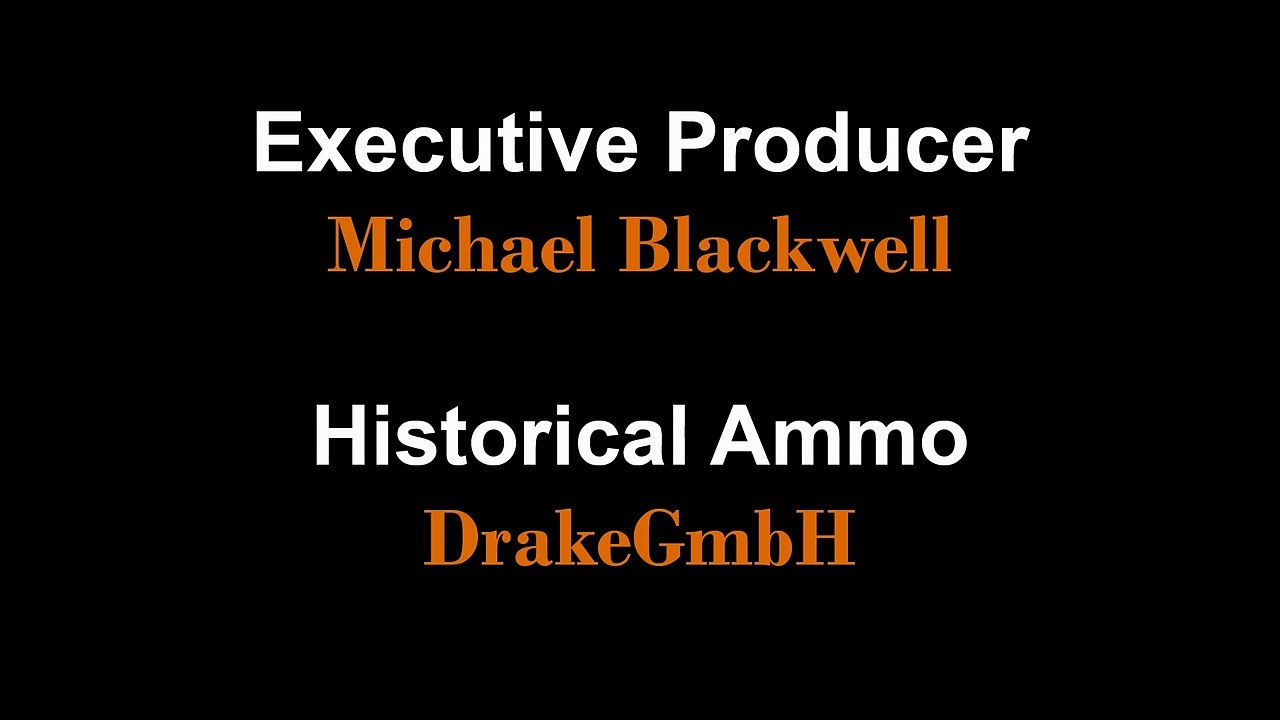 Executive Producer
Michael Blackwell
Historical Ammo
DrakeGmbH